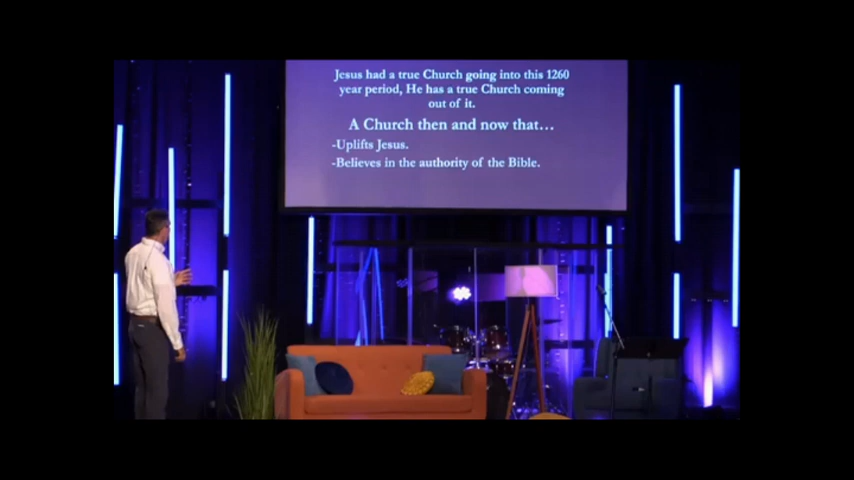 Jesus had a true Church going into this 1260
year period, He has a true Church coming
out of it.
A Church then and now that…
-Uplifts Jesus.
-Believes in the authority of the Bible.